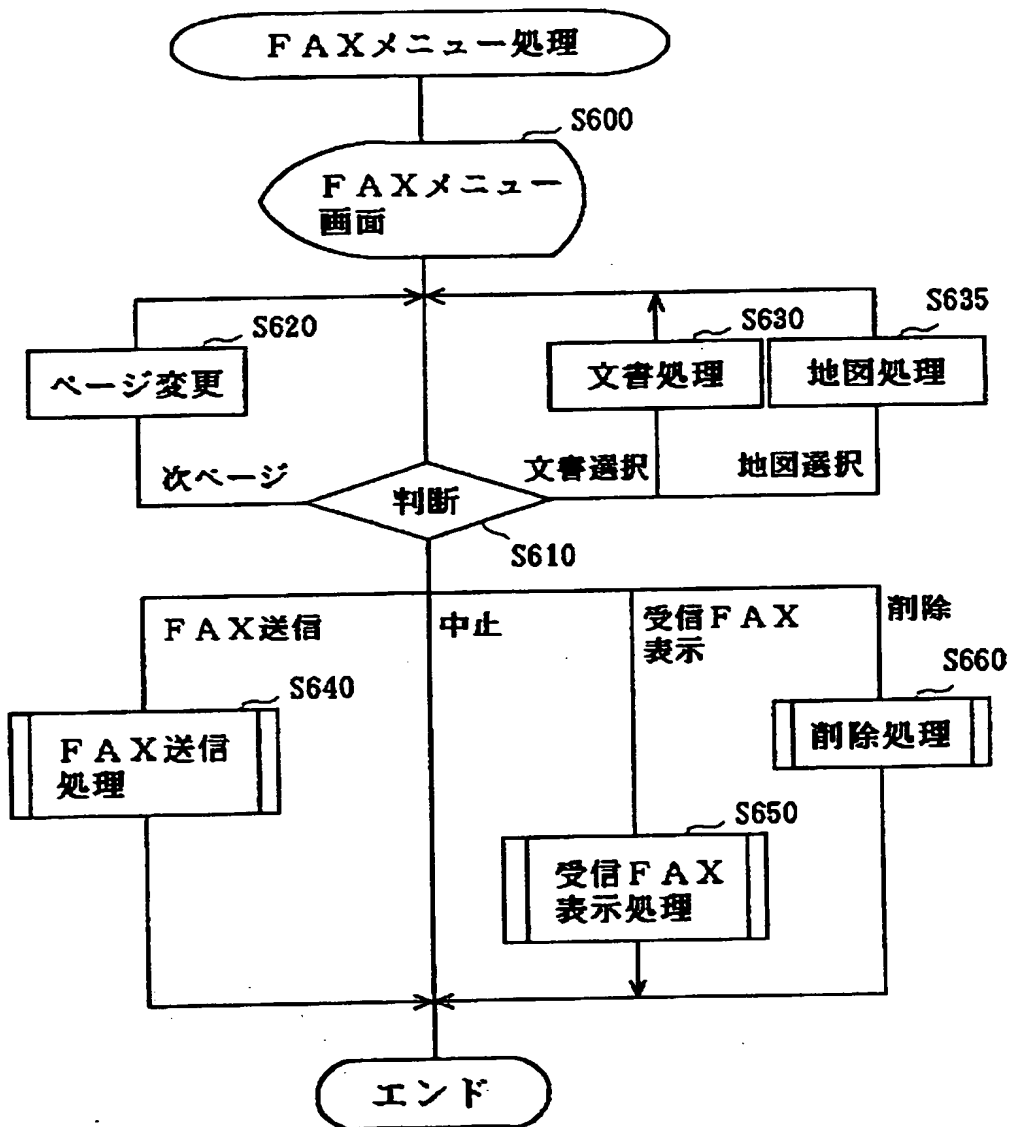 ＦＡＸメニュー処理
S600
ＦＡＸメニュー
画面
S620
S630
S635
ページ変更
文書処理
地図処理
次ページ
文書選択
地図選択
判断
S610
ＦＡＸ送信
中止
受信ＦＡＸ
表示
削除
S640
S660
ＦＡＸ送信
処理
削除処理
S650
受信ＦＡＸ
表示処理
エンド